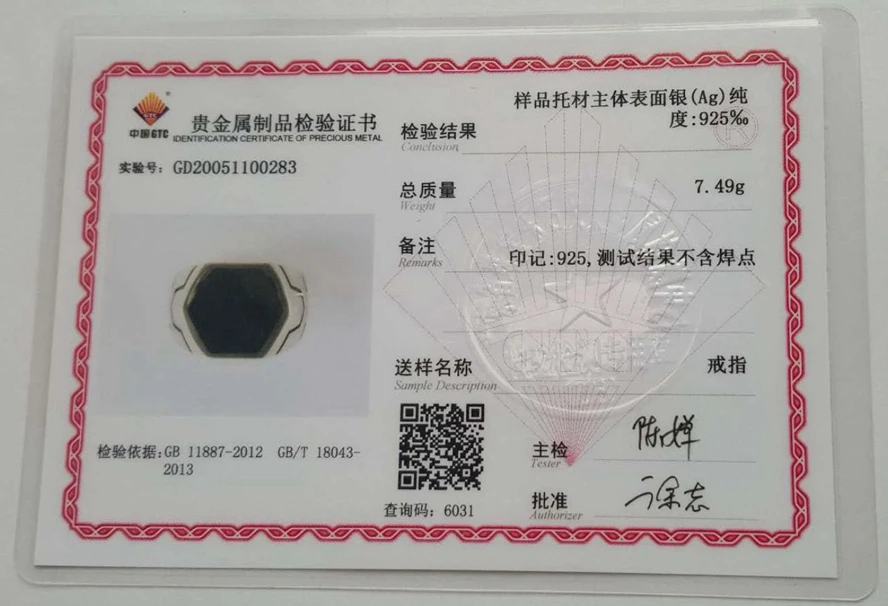 GTC
中国GTC
贵金属制品检验证书
IDENTIFICATION CERTIFICATE OF PRECIOUS METAL
实验号：GD20051100283
检验依据:GB 11887-2012 GB/T 18043-
2013
检验结果
Conclusion
样品托材主体表面银(Ag)纯
度:925‰
总质量
Weight
7.49g
备注
Remarks
印记:925,测试结果不含焊点
送样名称
Sample Description
戒指
查询码：6031
主检
Tester
陈婵
批准
Authorizer